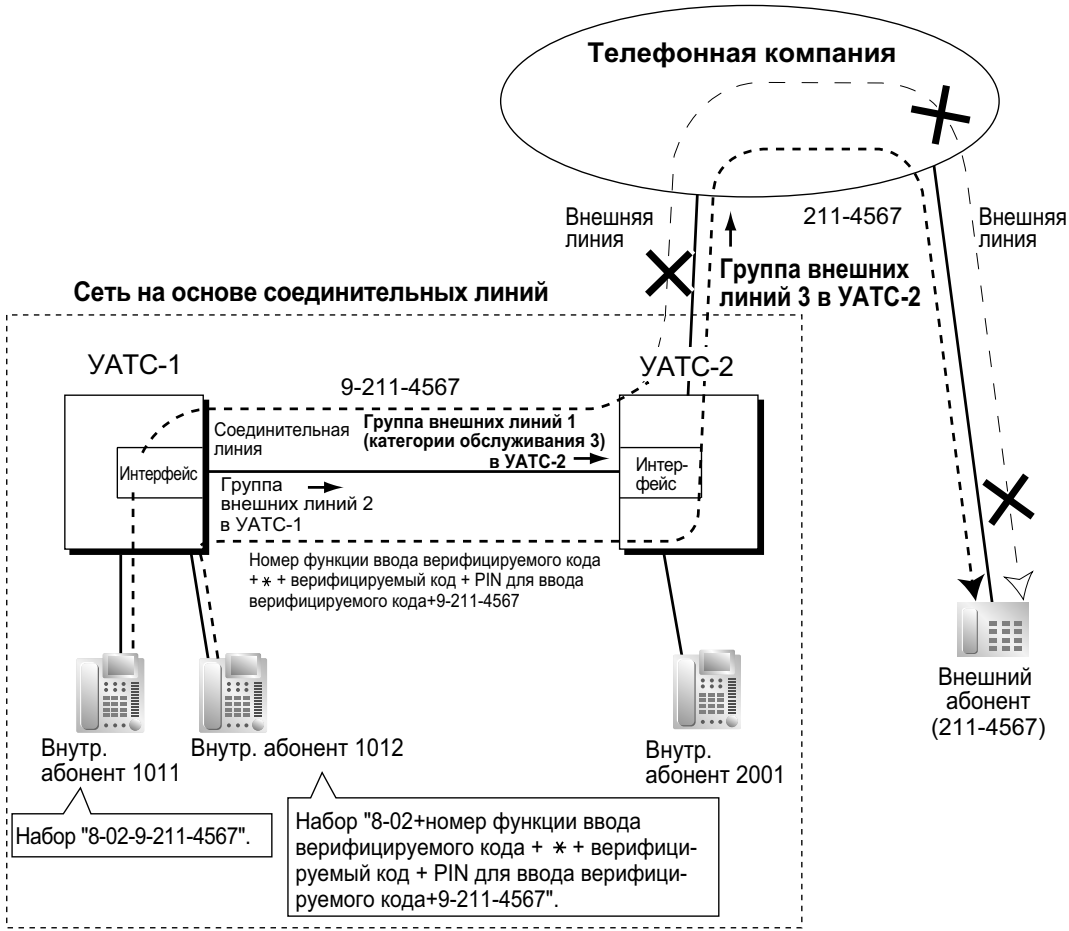 Телефонная компания
Внешняя
линия
211-4567
Внешняя
линия
Группа внешних
линий 3 в УАТС-2
Сеть на основе соединительных линий
УАТС-1
УАТС-2
9-211-4567
Соединительная
линия
Группа внешних линий 1
(категории обслуживания 3)
в УАТС-2
Интерфейс
Интер-
фейс
Группа
внешних линий 2
в УАТС-1
Номер функции ввода верифицируемого кода
+ * + верифицируемый код + PIN для ввода
верифицируемого кода+9-211-4567
Внешний
абонент
(211-4567)
Внутр.
абонент 1011
Внутр. абонент 1012
Внутр.
абонент 2001
Набор "8-02-9-211-4567".
Набор "8-02+номер функции ввода
верифицируемого кода + * + верифици-
руемый код + PIN для ввода верифици-
руемого кода+9-211-4567".